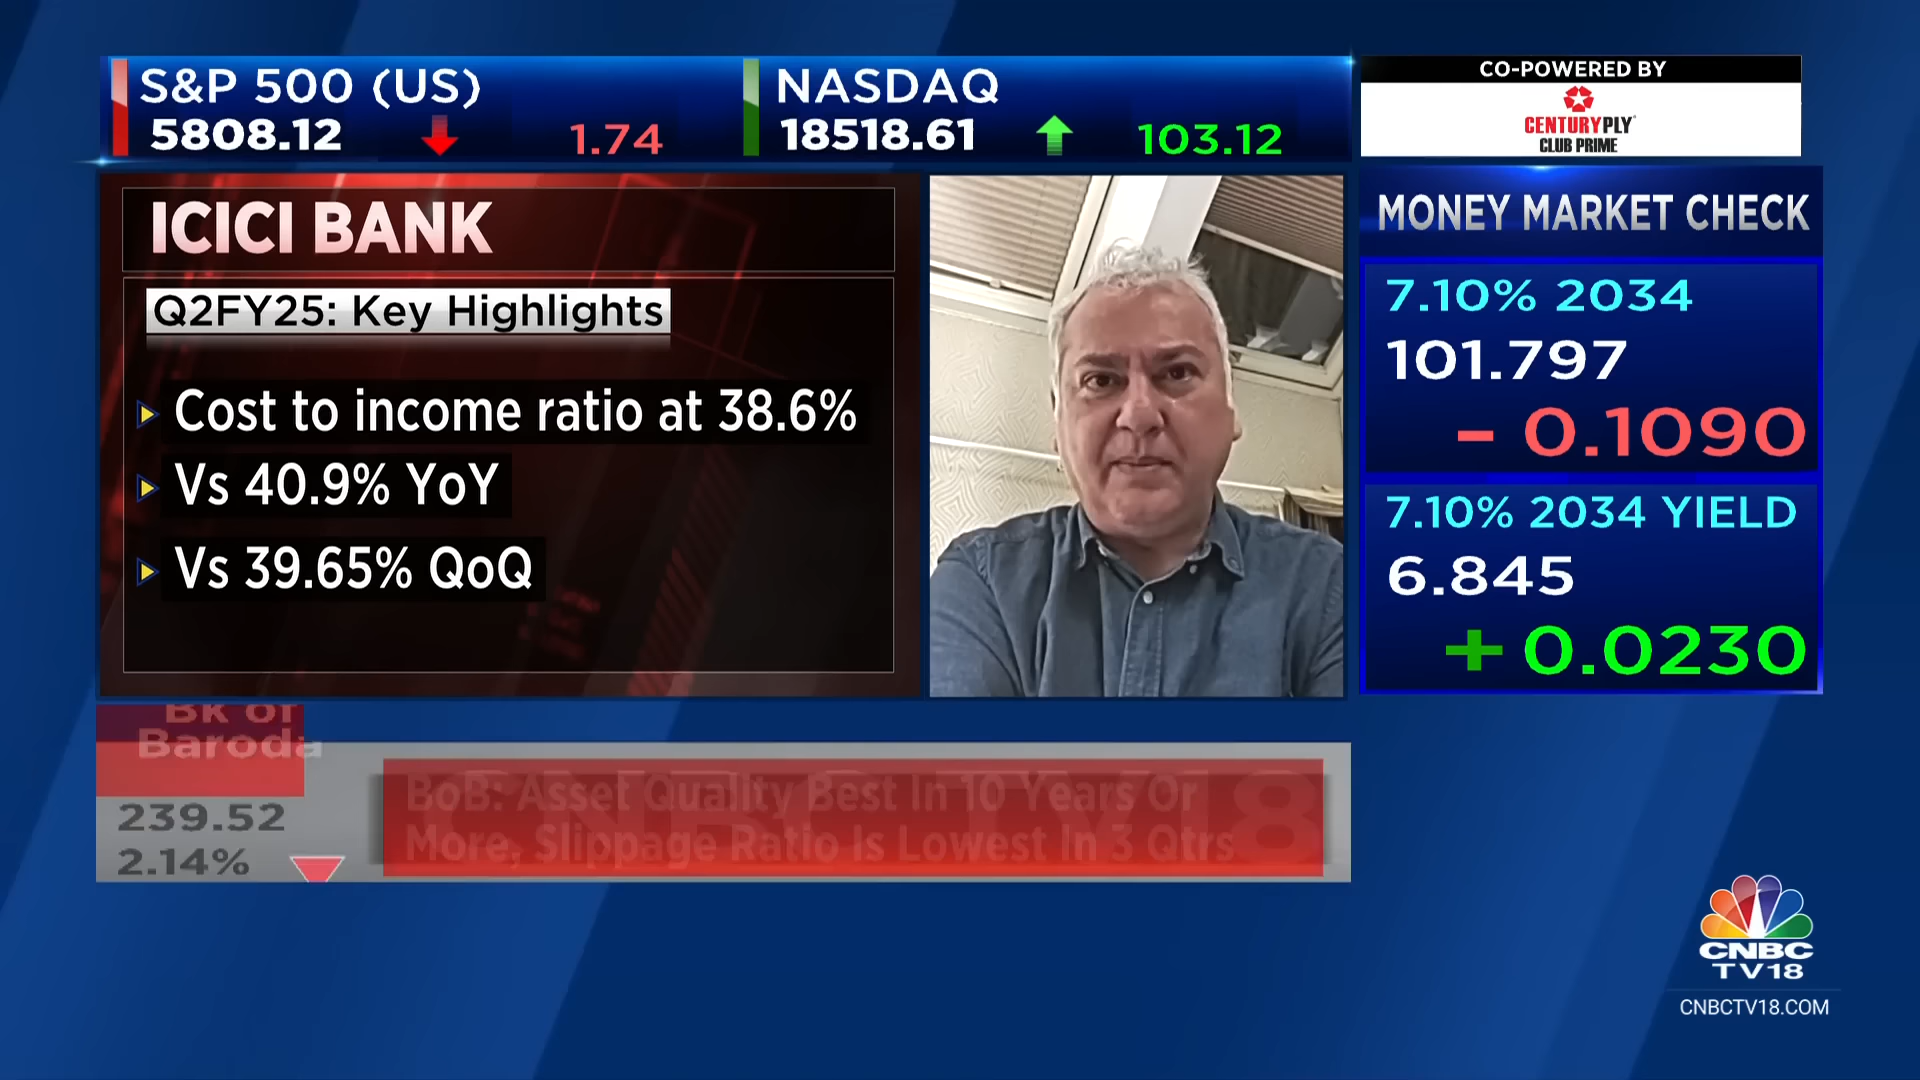 S&P 500 (US)
5808.12 1.74
NASDAQ
18518.61 103.12
CO-POWERED BY
CENTURYPLY
CLUB PRIME
ICICI BANK
Q2FY25: Key Highlights
Cost to income ratio at 38.6%
Vs 40.9% YoY
Vs 39.65% QoQ
MONEY MARKET CHECK
7.10% 2034
101.797
- 0.1090
7.10% 2034 YIELD
6.845
+ 0.0230
Bk of
Baroda
239.52
2.14%
CNBC TV18
BoB: Asset Quality Best In 10 Years Or
More, Slippage Ratio Is Lowest In 3 Qtrs
CNBC
TV18
CNBCTV18.COM